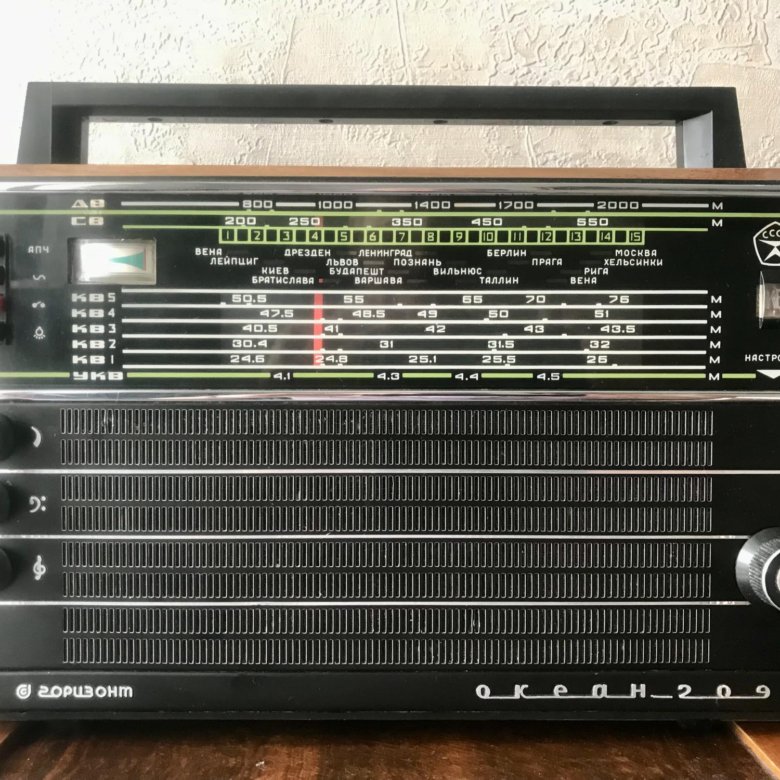 ДВ 800 1000 1400 1700 2000 М
СВ 200 250 350 450 550 М
1 2 3 4 5 6 7 8 9 10 11 12 13 14 15
СССР
АПЧ
ВЕНА ДРЕЗДЕН ЛЕНИНГРАД БЕРЛИН МОСКВА
ЛЕЙПЦИГ ЛЬВОВ ПОЗНАНЬ ПРАГА ХЕЛЬСИНКИ
КИЕВ БУДАПЕШТ ВИЛЬНЮС РИГА
БРАТИСЛАВА ВАРШАВА ТАЛЛИН ВЕНА
КВ5 50.5 55 65 70 75 М
КВ4 47.5 48.5 49 50 51 М
КВ3 40.5 41 42 43 43.5 М
КВ2 30.4 31 31.5 32 М
КВ1 24.6 24.8 25.1 25.5 26 М
НАСТРО
УКВ 4.1 4.3 4.4 4.5 М
ГОРИЗОНТ ОКЕАН-209